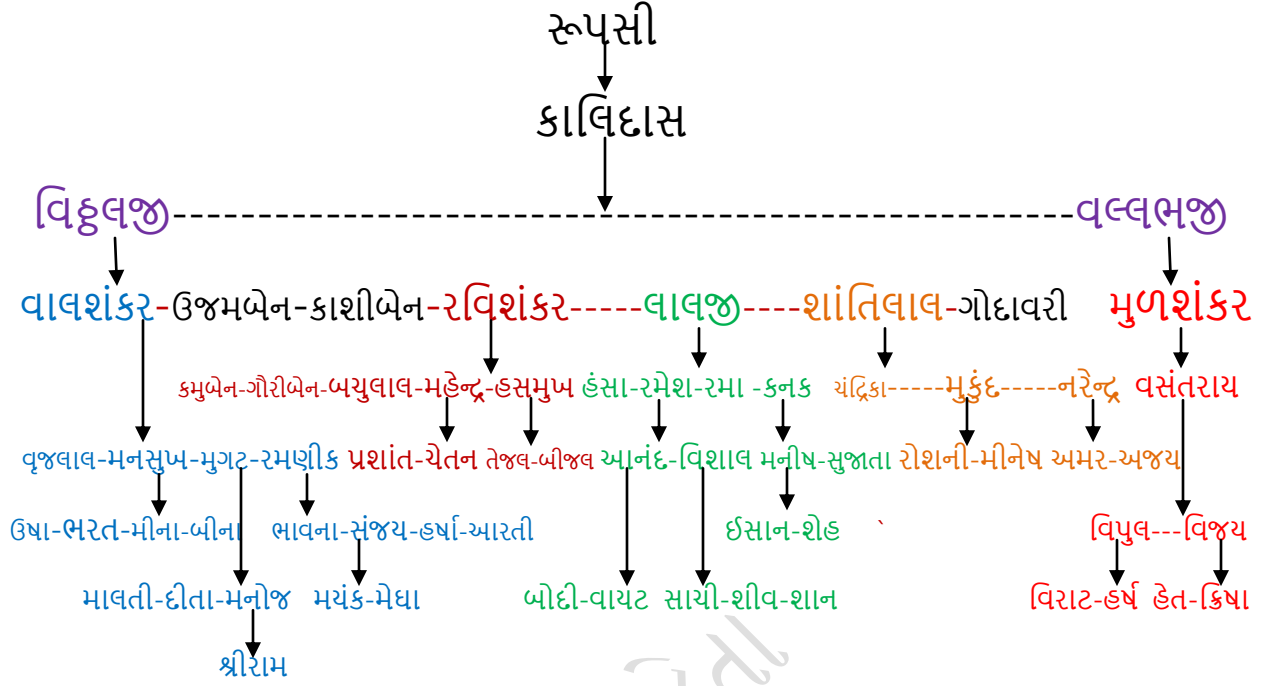 રૂપસી
કાલિદાસ
વિઠ્ઠલજી----------------------------------------------------------વલ્લભજી
વાલશંકર-ઉજમબેન-કાશીબેન-રવિશંકર-----લાલજી----શાંતિલાલ-ગોદાવરી મુળશંકર
કમુબેન-ગૌરીબેન-બચુલાલ-મહેન્દ્ર-હસમુખ હંસા-રમેશ-રમા -કનક ચંદ્રિકા-----મુકુંદ-----નરેન્દ્ર વસંતરાય
વૃજલાલ-મનસુખ-મુગટ-રમણીક પ્રશાંત-ચેતન તેજલ-બીજલ આનંદ-વિશાલ મનીષ-સુજાતા રોશની-મીનેષ અમર-અજય
ઉષા-ભરત-મીના-બીના ભાવના-સંજય-હર્ષા-આરતી ઈસાન-શેહ ` વિપુલ---વિજય
માલતી-દીતા-મનોજ મયંક-મેઘા બોદી-વાયટ સાચી-શીવ-શાન વિરાટ-હર્ષ હેત-ક્રિષા
શ્રીરામ